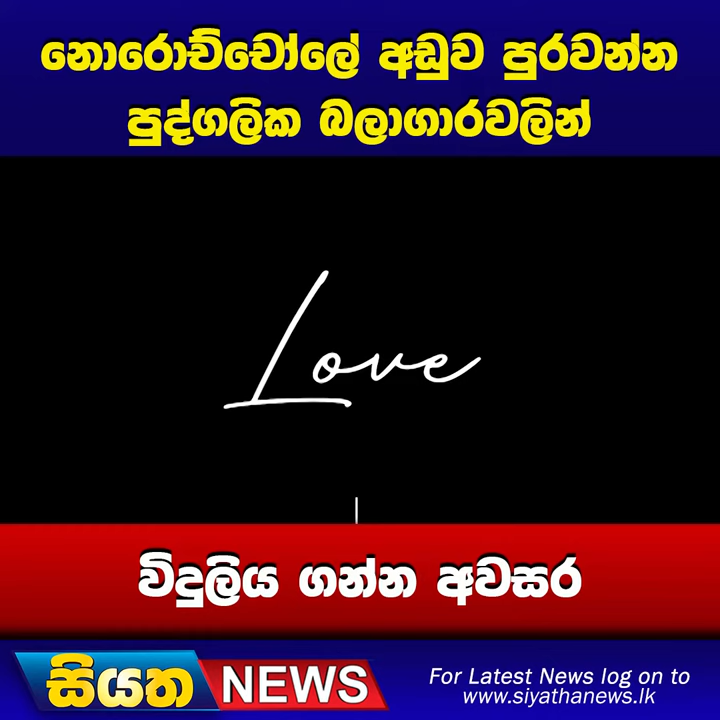 නොරොච්චෝලේ අඩුව පුරවන්න
පුද්ගලික බලාගාරවලින්
Love
විදුලිය ගන්න අවසර
සියත NEWS
For Latest News log on to
www.siyathanews.lk